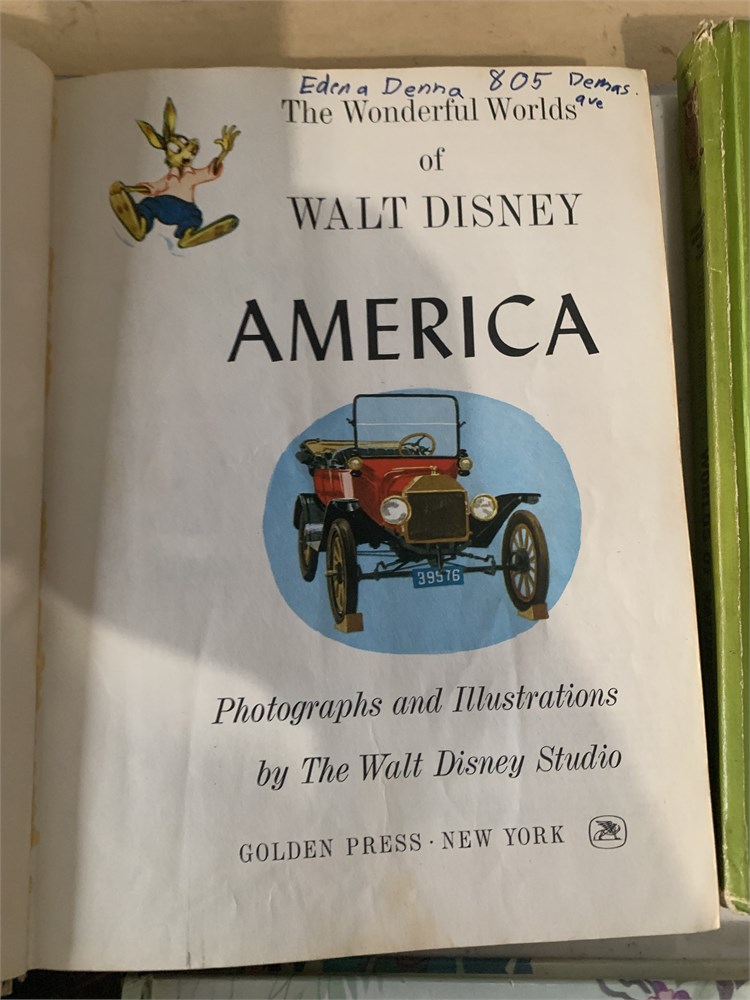 Edena Denna 805 Demas.
ave
The Wonderful Worlds
of
WALT DISNEY
AMERICA
39576
Photographs and Illustrations
by The Walt Disney Studio
GOLDEN PRESS · NEW YORK